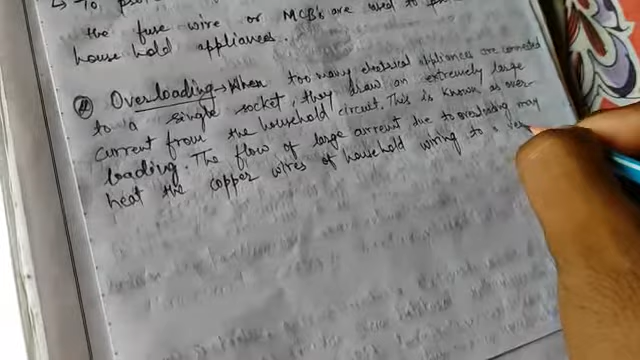 ↳ To pro
the fuse wire or MCB's are used to p
house hold appliances.
Overloading → When too many electrical appliances are connected
to a single socket, they draw an extremely large
current from the household circuit. This is known as over-
loading. The flow of large current due to overloading may
heat the copper wires of household wiring to a